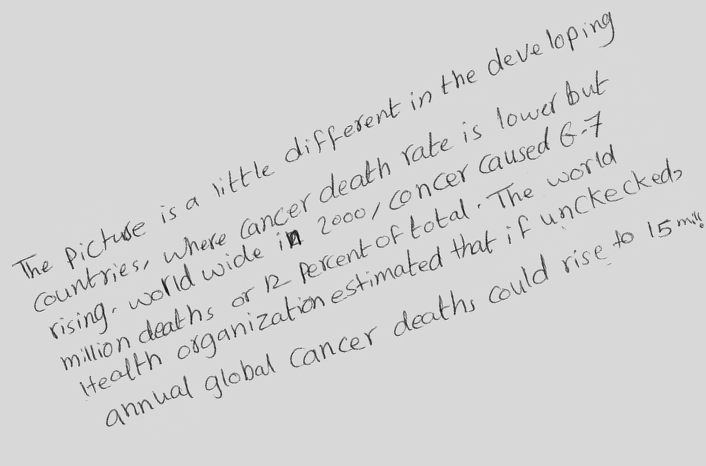 The picture is a little different in the developing
countries, where cancer death rate is lower but
rising. world wide in 2000, concer caused 6.7
million deaths or 12 percent of total. The world
Health organization estimated that if unckecked,
annual global cancer deaths could rise to 15 mill